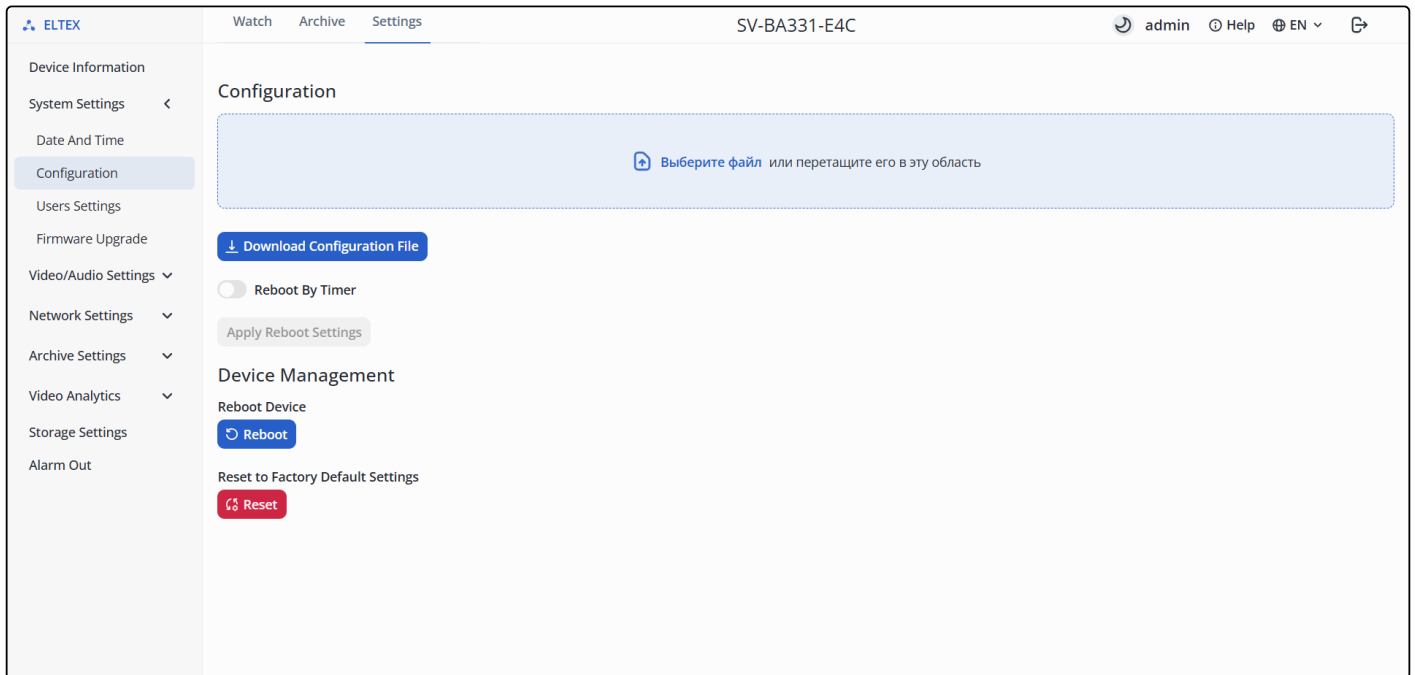 ELTEX
Watch Archive Settings
SV-BA331-E4C
admin Help EN
Device Information
System Settings
Date And Time
Configuration
Users Settings
Firmware Upgrade
Video/Audio Settings
Network Settings
Archive Settings
Video Analytics
Storage Settings
Alarm Out
Configuration
Выберите файл или перетащите его в эту область
Download Configuration File
Reboot By Timer
Apply Reboot Settings
Device Management
Reboot Device
Reboot
Reset to Factory Default Settings
Reset